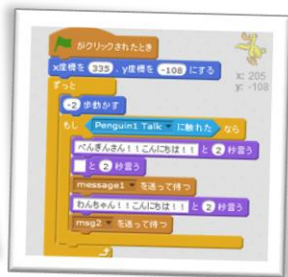 がクリックされたとき
x座標を 335 、y座標を -108 にする
x: 205
y: -108
ずっと
-2 歩動かす
もし Penguin1 Talk に触れた なら
ぺんぎんさん！！こんにちは！！ と 2 秒言う
と 2 秒言う
message1 を送って待つ
わんちゃん！！こんにちは！！ と 2 秒言う
msg2 を送って待つ